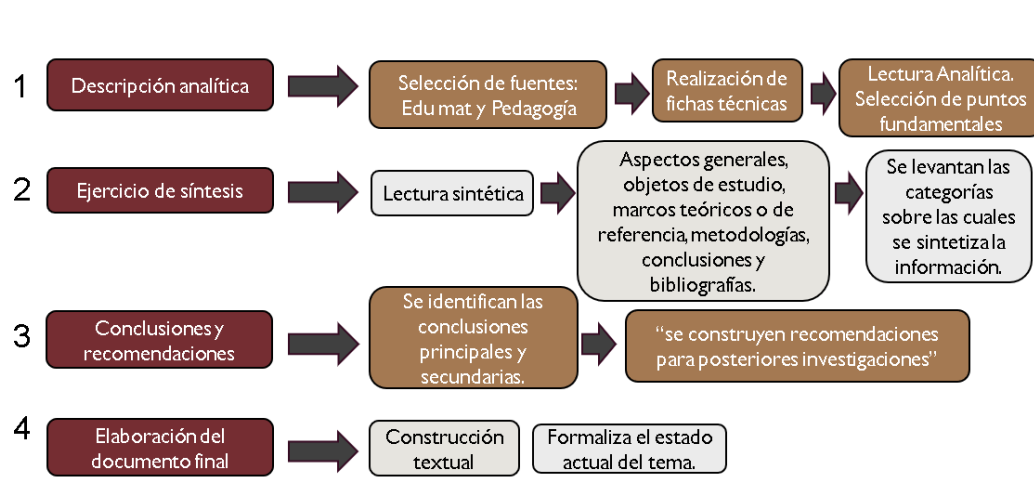 1
Descripción analítica
Selección de fuentes:
Edu mat y Pedagogía
Realización de
fichas técnicas
Lectura Analítica.
Selección de puntos
fundamentales
2
Ejercicio de síntesis
Lectura sintética
Aspectos generales,
objetos de estudio,
marcos teóricos o de
referencia, metodologías,
conclusiones y
bibliografías.
Se levantan las
categorías
sobre las cuales
se sintetiza la
información.
3
Conclusiones y
recomendaciones
Se identifican las
conclusiones
principales y
secundarias.
“se construyen recomendaciones
para posteriores investigaciones”
4
Elaboración del
documento final
Construcción
textual
Formaliza el estado
actual del tema.